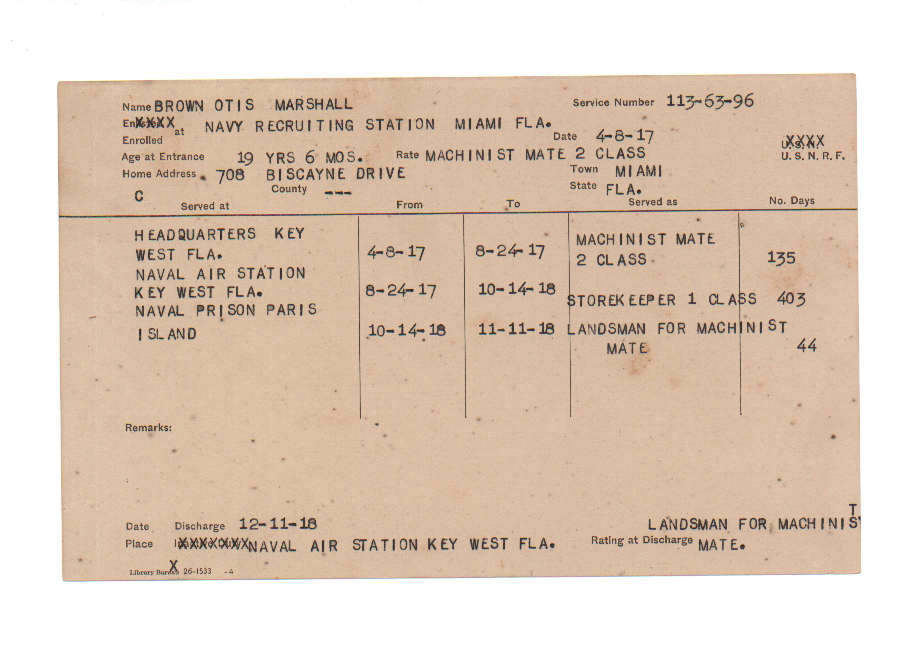 Name BROWN OTIS MARSHALL Service Number 113-63-96
XXXX
Enrolled at NAVY RECRUITING STATION MIAMI FLA. Date 4-8-17 XXXX
Age at Entrance 19 YRS 6 MOS. Rate MACHINIST MATE 2 CLASS U.S.N.R.F.
Home Address 708 BISCAYNE DRIVE Town MIAMI
C County --- State FLA.
Served at From To Served as No. Days
HEADQUARTERS KEY MACHINIST MATE
WEST FLA. 4-8-17 8-24-17 2 CLASS 135
NAVAL AIR STATION
KEY WEST FLA. 8-24-17 10-14-18 STOREKEEPER 1 CLASS 403
NAVAL PRISON PARIS
ISLAND 10-14-18 11-11-18 LANDSMAN FOR MACHINIST
MATE 44
Remarks:
T
Date Discharge 12-11-18 LANDSMAN FOR MACHINIS
Place XXXXXXX NAVAL AIR STATION KEY WEST FLA. Rating at Discharge MATE.
X
Library Bureau 26-1533 -4